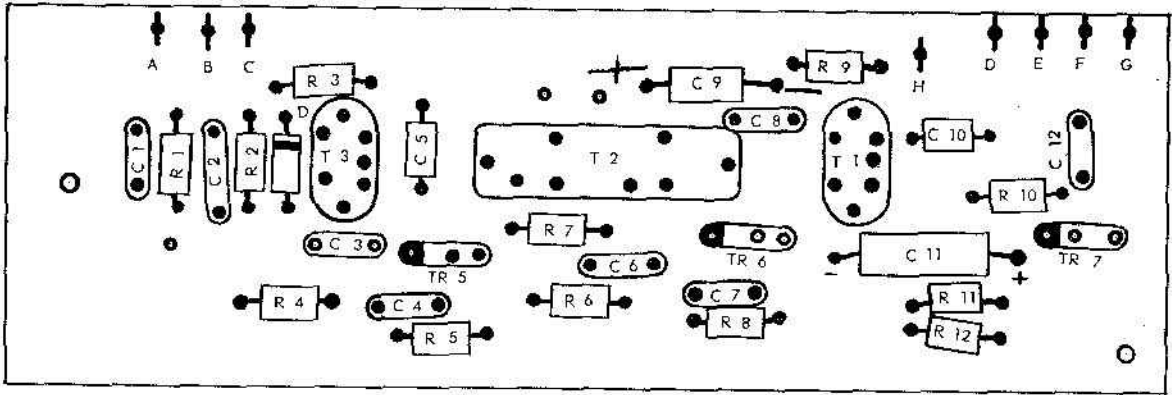 A B C
H
D E F G
R 3
C 9
R 9
D
C 8
C 1
R 1
C 2
R 2
T 3
C 5
T 2
T 1
C 10
C 12
R 10
C 3
TR 5
R 7
C 6
TR 6
- C 11 +
TR 7
R 4
C 4
R 5
R 6
C 7
R 8
R 11
R 12